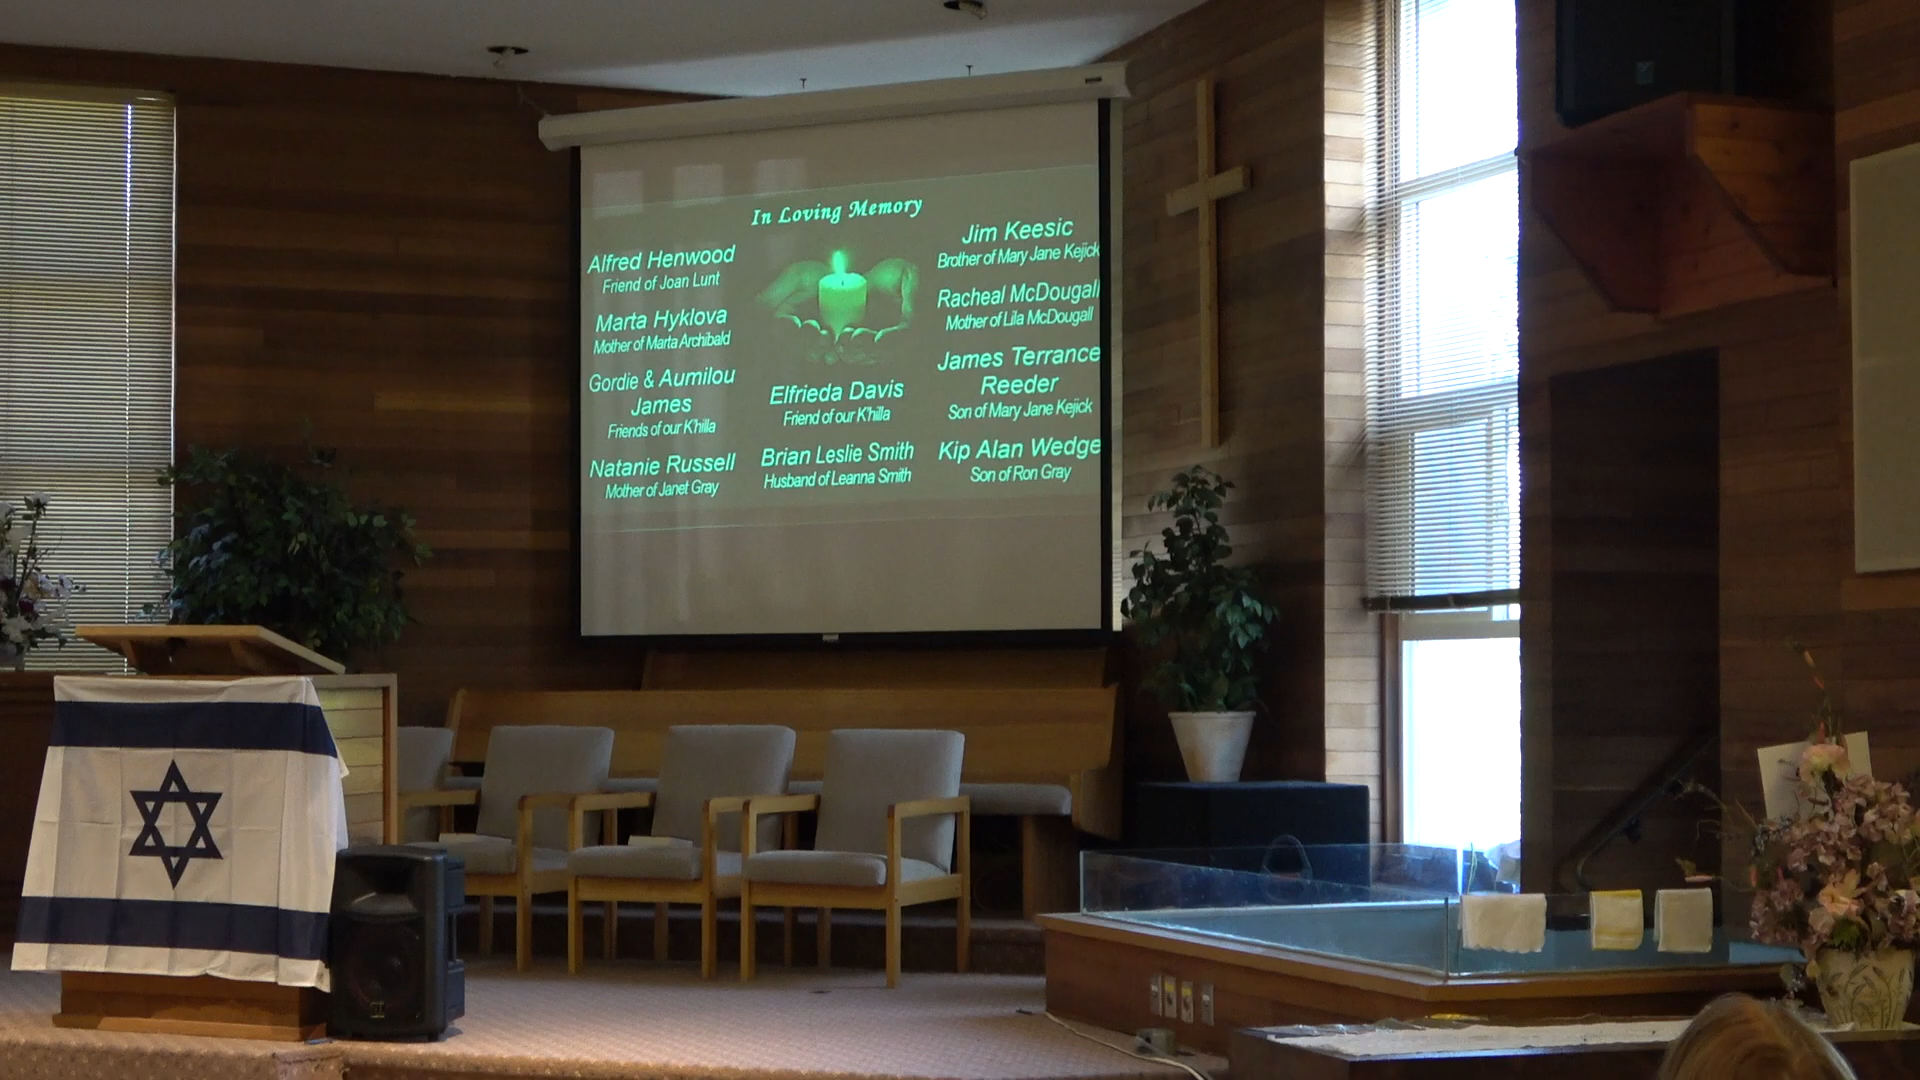 In Loving Memory
Alfred Henwood
Friend of Joan Lunt
Marta Hyklova
Mother of Marta Archibald
Gordie & Aumilou
James
Friends of our K'hilla
Natanie Russell
Mother of Janet Gray
Elfrieda Davis
Friend of our K'hilla
Brian Leslie Smith
Husband of Leanna Smith
Jim Keesic
Brother of Mary Jane Kejick
Racheal McDougall
Mother of Lila McDougall
James Terrance
Reeder
Son of Mary Jane Kejick
Kip Alan Wedge
Son of Ron Gray